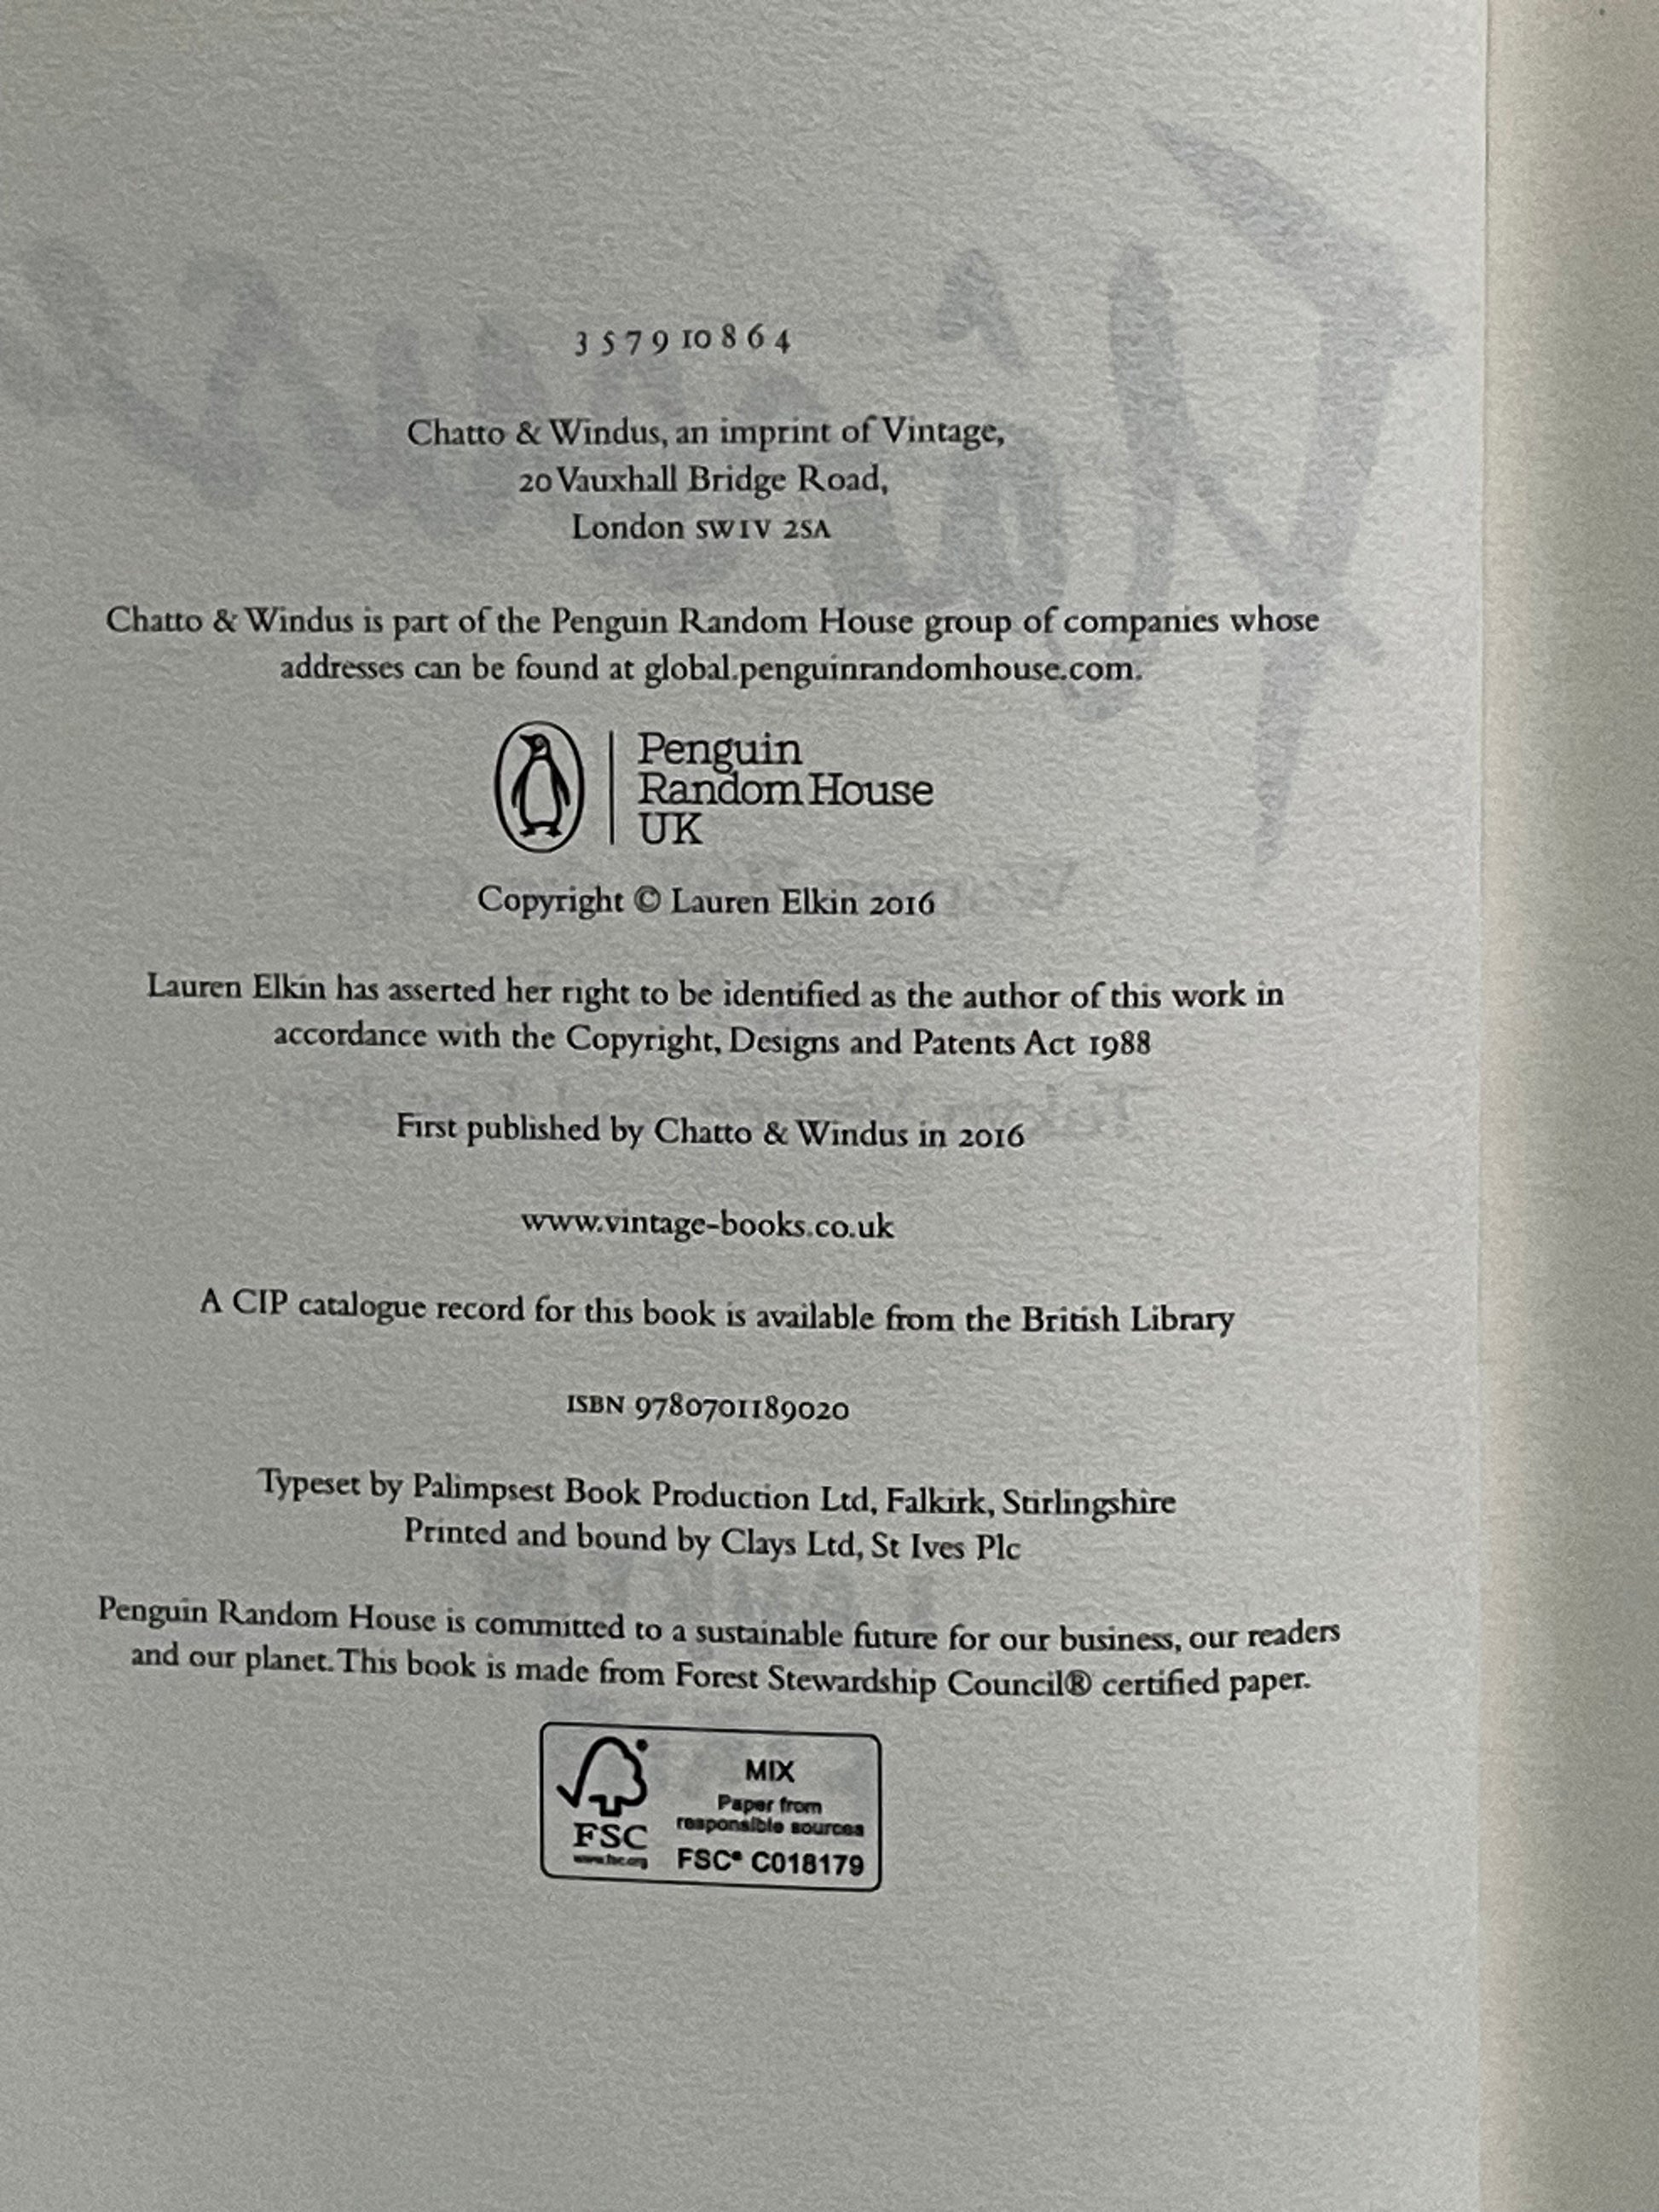 3 5 7 9 10 8 6 4
Chatto & Windus, an imprint of Vintage,
20 Vauxhall Bridge Road,
London SW1V 2SA
Chatto & Windus is part of the Penguin Random House group of companies whose
addresses can be found at global.penguinrandomhouse.com.
Penguin
Random House
UK
Copyright © Lauren Elkin 2016
Lauren Elkin has asserted her right to be identified as the author of this work in
accordance with the Copyright, Designs and Patents Act 1988
First published by Chatto & Windus in 2016
www.vintage-books.co.uk
A CIP catalogue record for this book is available from the British Library
ISBN 9780701189020
Typeset by Palimpsest Book Production Ltd, Falkirk, Stirlingshire
Printed and bound by Clays Ltd, St Ives Plc
Penguin Random House is committed to a sustainable future for our business, our readers
and our planet. This book is made from Forest Stewardship Council® certified paper.
MIX
Paper from
responsible sources
FSC® C018179
FSC
www.fsc.org